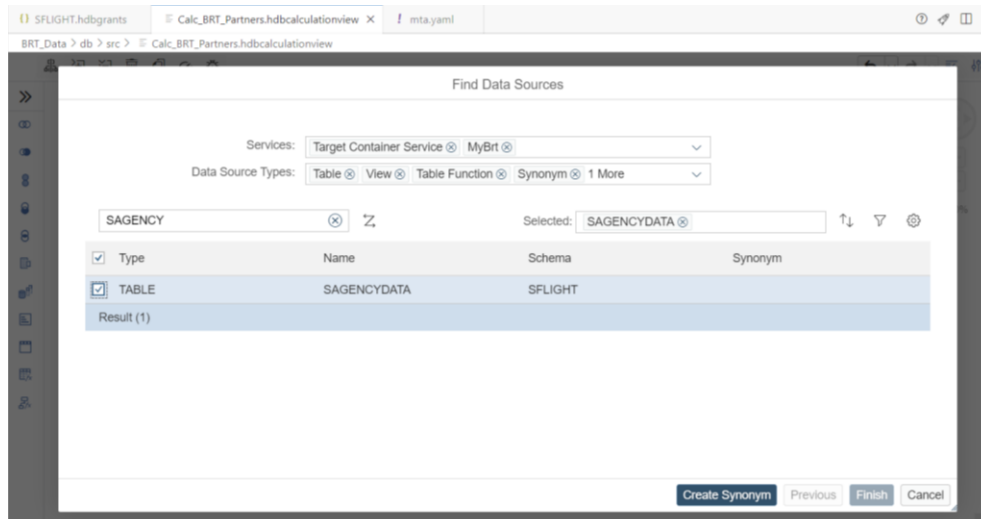 SFLIGHT.hdbgrants Calc_BRT_Partners.hdbcalculationview mta.yaml
BRT_Data > db > src > Calc_BRT_Partners.hdbcalculationview
Find Data Sources
Services: Target Container Service MyBrt
Data Source Types: Table View Table Function Synonym 1 More
SAGENCY Selected: SAGENCYDATA
Type Name Schema Synonym
TABLE SAGENCYDATA SFLIGHT
Result (1)
Create Synonym Previous Finish Cancel